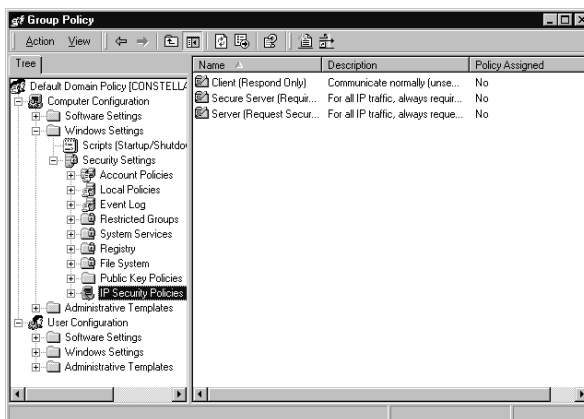 Group Policy
Action View
Tree
Name Description Policy Assigned
Default Domain Policy [CONSTELLA
Computer Configuration
Software Settings
Windows Settings
Scripts (Startup/Shutdo
Security Settings
Account Policies
Local Policies
Event Log
Restricted Groups
System Services
Registry
File System
Public Key Policies
IP Security Policies
Administrative Templates
User Configuration
Software Settings
Windows Settings
Administrative Templates
Client (Respond Only) Communicate normally (unse... No
Secure Server (Requir... For all IP traffic, always requir... No
Server (Request Secur... For all IP traffic, always reque... No